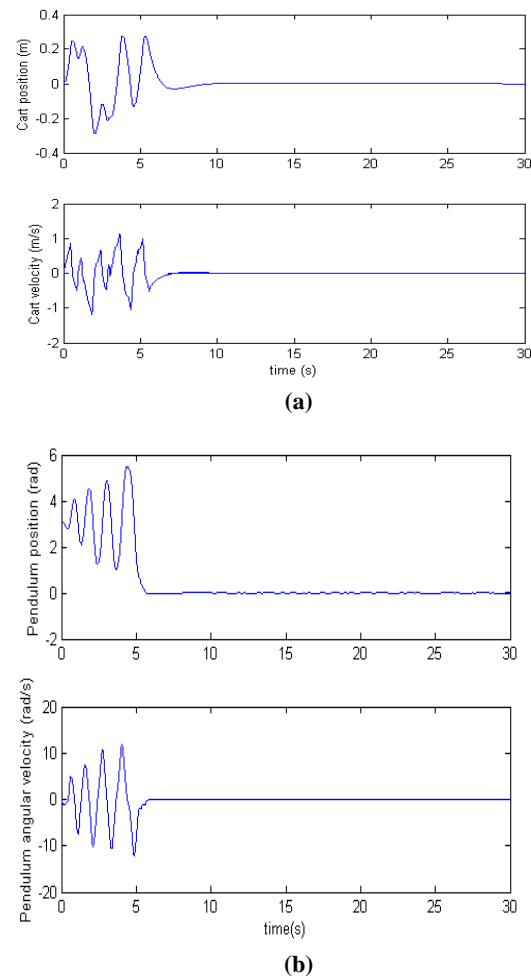 0.4
0.2
0
-0.2
-0.4
Cart position (m)
0 5 10 15 20 25 30
2
1
0
-1
-2
Cart velocity (m/s)
0 5 10 15 20 25 30
time (s)
(a)
6
4
2
0
-2
Pendulum position (rad)
0 5 10 15 20 25 30
20
10
0
-10
-20
Pendulum angular velocity (rad/s)
0 5 10 15 20 25 30
time(s)
(b)